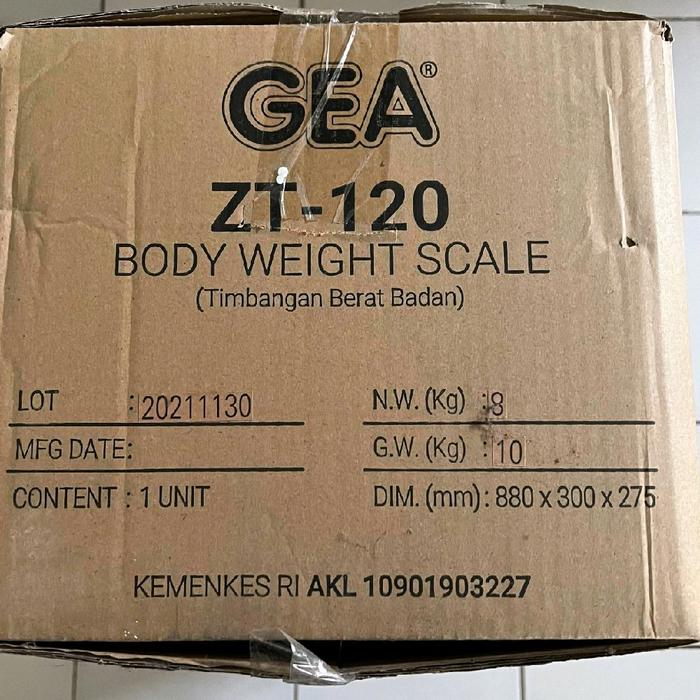 GEA®
ZT-120
BODY WEIGHT SCALE
(Timbangan Berat Badan)
LOT : 20211130
N.W. (Kg) : 8
MFG DATE:
G.W. (Kg) : 10
CONTENT : 1 UNIT
DIM. (mm) : 880 x 300 x 275
KEMENKES RI AKL 10901903227